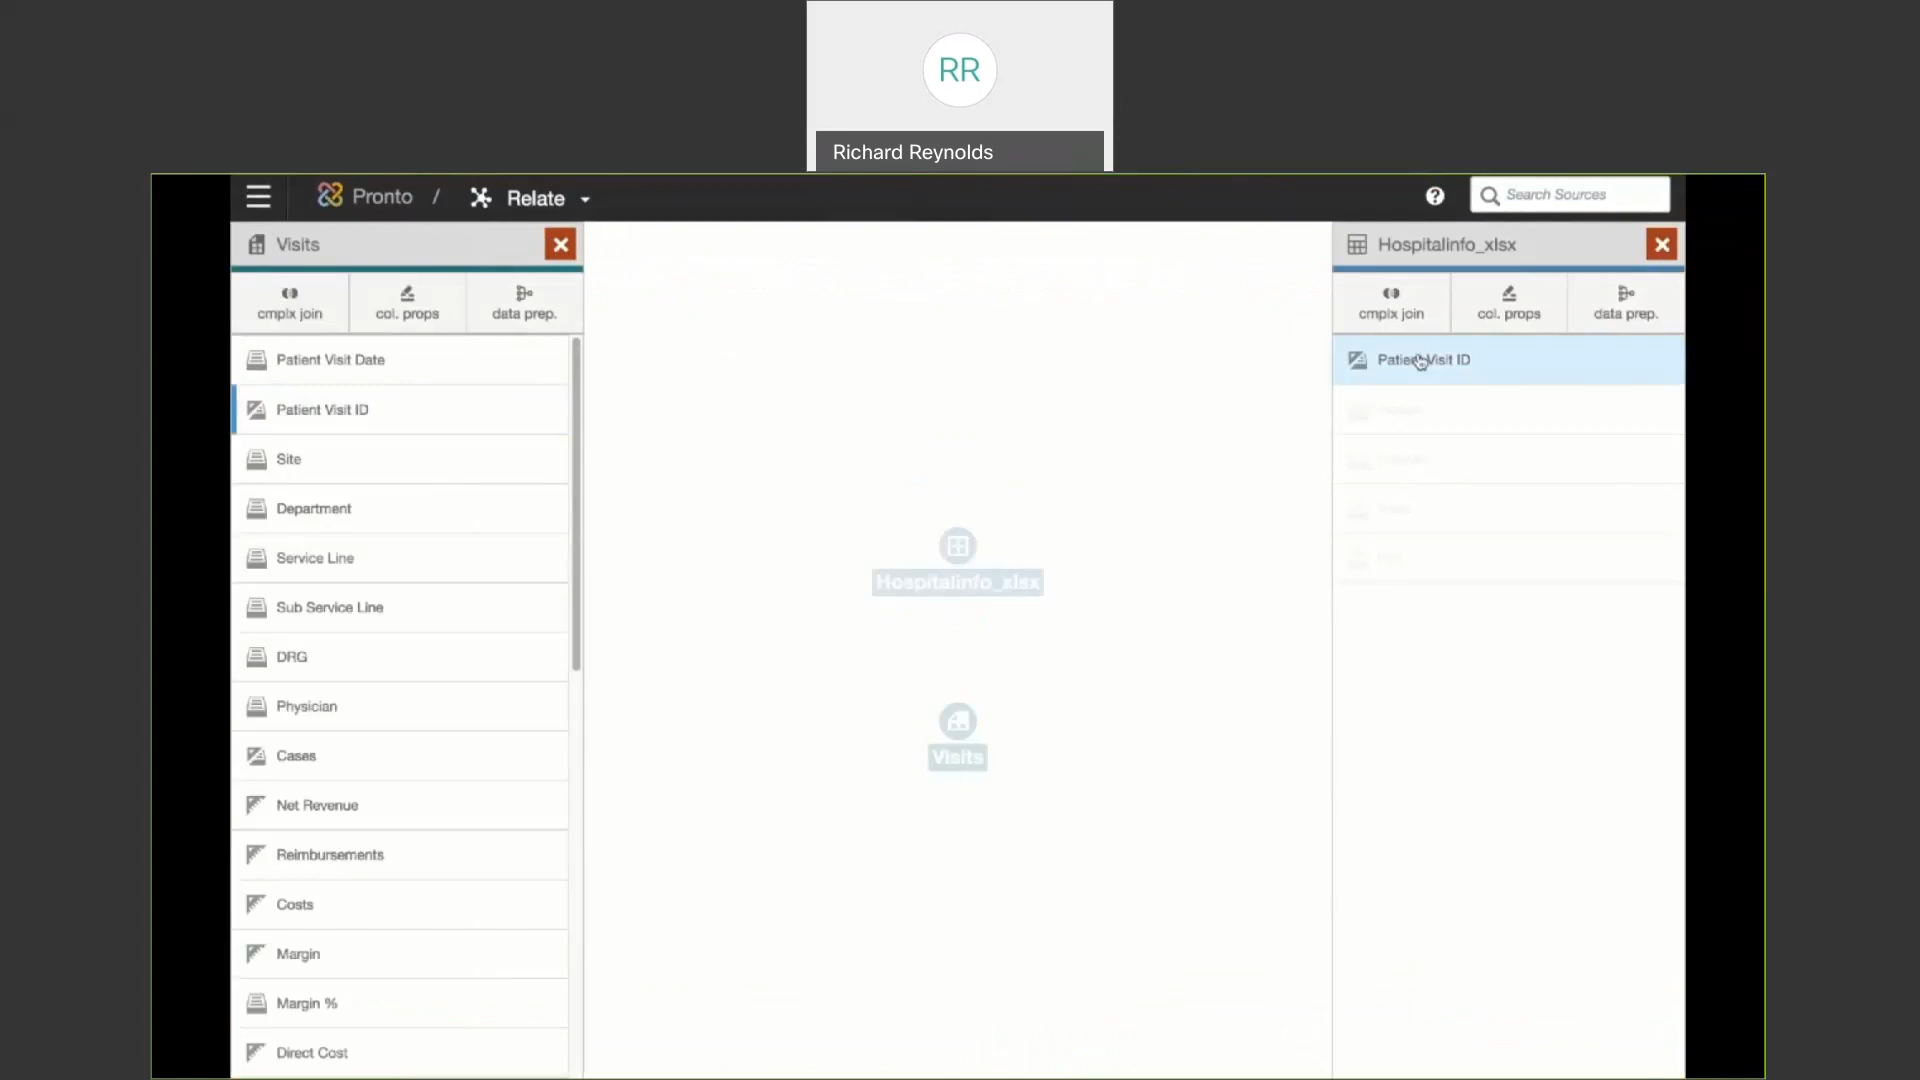 RR
Richard Reynolds
Pronto / Relate
? Search Sources
Visits
cmplx join col. props data prep.
Patient Visit Date
Patient Visit ID
Site
Department
Service Line
Sub Service Line
DRG
Physician
Cases
Net Revenue
Reimbursements
Costs
Margin
Margin %
Direct Cost
Hospitalinfo_xlsx
Visits
Hospitalinfo_xlsx
cmplx join col. props data prep.
Patient Visit ID